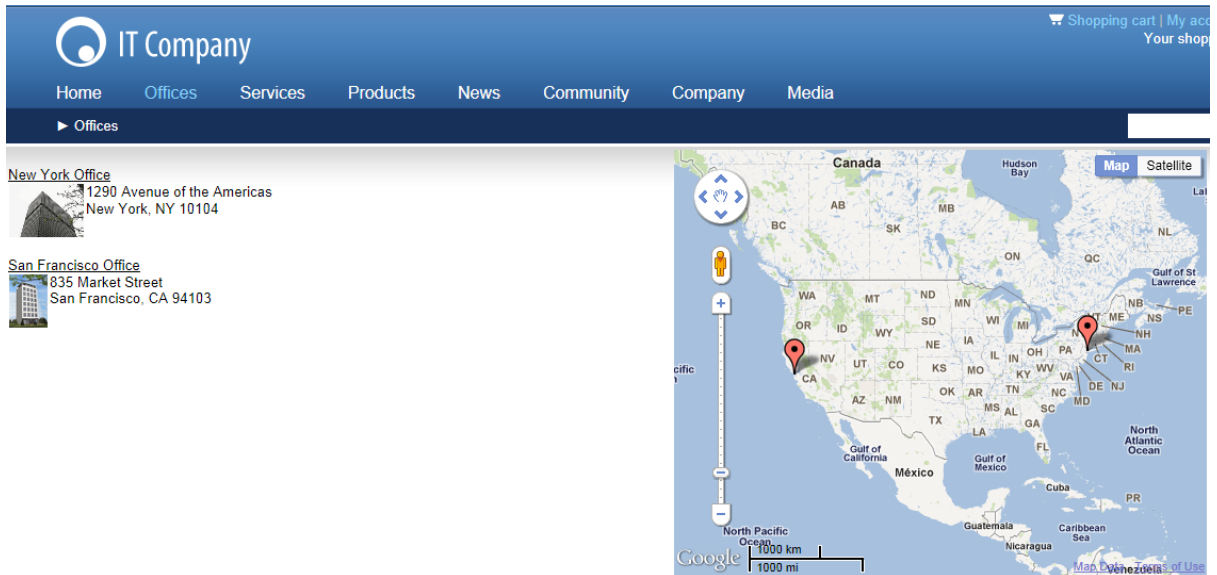 Shopping cart | My acc
Your shopp
IT Company
Home Offices Services Products News Community Company Media
► Offices
New York Office
1290 Avenue of the Americas
New York, NY 10104
San Francisco Office
835 Market Street
San Francisco, CA 94103
Map Satellite
Canada
Hudson
Bay
Lal
AB
MB
BC
SK
NL
ON
QC
Gulf of St
Lawrence
WA
MT
ND
MN
NB
PE
VT
ME
NS
OR
ID
WY
SD
WI
MI
N
NH
NE
IA
PA
CT
MA
NV
UT
CO
KS
MO
IL
IN
OH
WV
RI
CA
KY
VA
DE
NJ
AZ
NM
OK
AR
TN
NC
MD
MS
AL
SC
TX
LA
GA
North
Atlantic
Ocean
FL
cific
n
Gulf of
California
Gulf of
Mexico
México
Cuba
PR
North Pacific
Ocean
Guatemala
Caribbean
Sea
Nicaragua
Venezuela
Google
1000 km
1000 mi
Map Data
Terms of Use